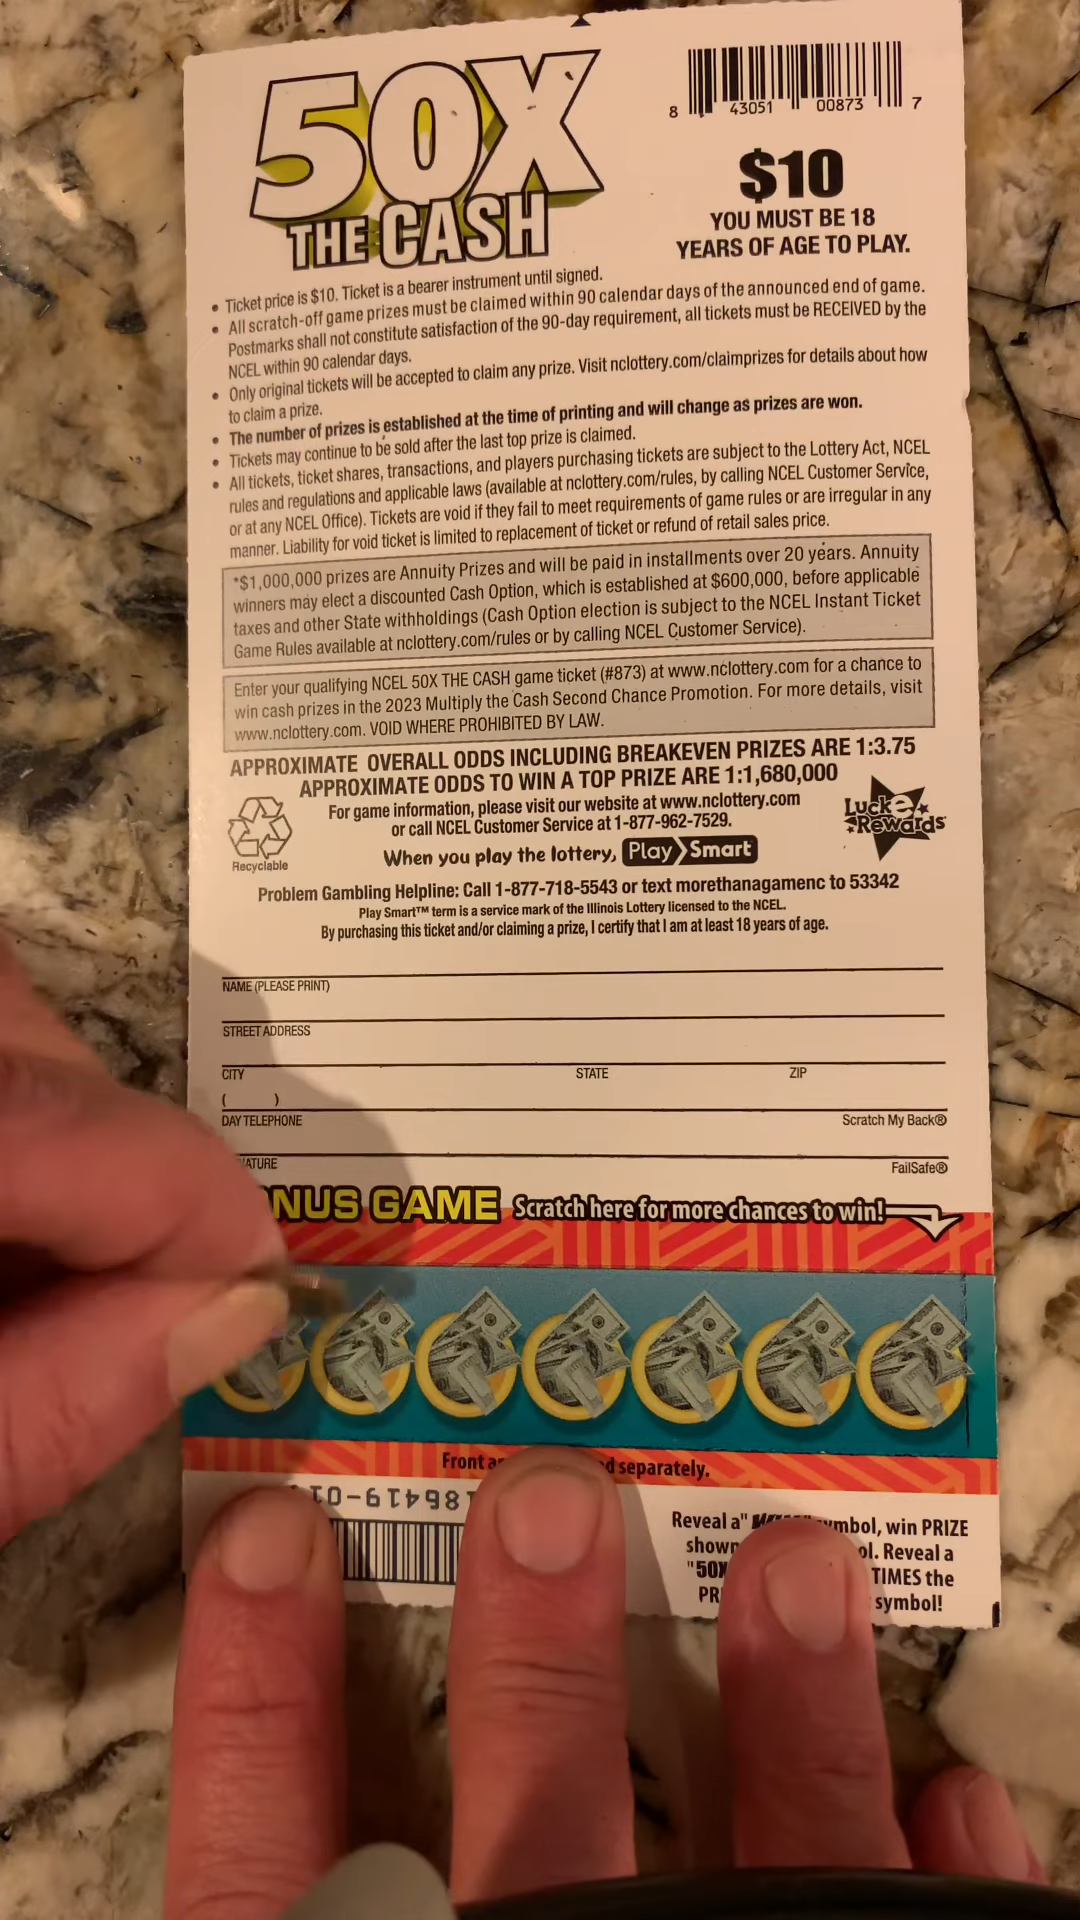 50X
THE CASH
8 43051 00873 7
$10
YOU MUST BE 18
YEARS OF AGE TO PLAY.
• Ticket price is $10. Ticket is a bearer instrument until signed.
• All scratch-off game prizes must be claimed within 90 calendar days of the announced end of game.
Postmarks shall not constitute satisfaction of the 90-day requirement, all tickets must be RECEIVED by the
NCEL within 90 calendar days.
• Only original tickets will be accepted to claim any prize. Visit nclottery.com/claimprizes for details about how
to claim a prize.
• The number of prizes is established at the time of printing and will change as prizes are won.
• Tickets may continue to be sold after the last top prize is claimed.
• All tickets, ticket shares, transactions, and players purchasing tickets are subject to the Lottery Act, NCEL
rules and regulations and applicable laws (available at nclottery.com/rules, by calling NCEL Customer Service,
or at any NCEL Office). Tickets are void if they fail to meet requirements of game rules or are irregular in any
manner. Liability for void ticket is limited to replacement of ticket or refund of retail sales price.
*$1,000,000 prizes are Annuity Prizes and will be paid in installments over 20 years. Annuity
winners may elect a discounted Cash Option, which is established at $600,000, before applicable
taxes and other State withholdings (Cash Option election is subject to the NCEL Instant Ticket
Game Rules available at nclottery.com/rules or by calling NCEL Customer Service).
Enter your qualifying NCEL 50X THE CASH game ticket (#873) at www.nclottery.com for a chance to
win cash prizes in the 2023 Multiply the Cash Second Chance Promotion. For more details, visit
www.nclottery.com. VOID WHERE PROHIBITED BY LAW.
APPROXIMATE OVERALL ODDS INCLUDING BREAKEVEN PRIZES ARE 1:3.75
APPROXIMATE ODDS TO WIN A TOP PRIZE ARE 1:1,680,000
For game information, please visit our website at www.nclottery.com
or call NCEL Customer Service at 1-877-962-7529.
Recyclable
When you play the lottery, Play Smart
Luck-e Rewards
Problem Gambling Helpline: Call 1-877-718-5543 or text morethanagamenc to 53342
Play Smart™ term is a service mark of the Illinois Lottery licensed to the NCEL.
By purchasing this ticket and/or claiming a prize, I certify that I am at least 18 years of age.
NAME (PLEASE PRINT)
STREET ADDRESS
CITY STATE ZIP
( )
DAY TELEPHONE Scratch My Back®
ATURE FailSafe®
NUS GAME Scratch here for more chances to win!
Front a d separately.
186419-01
Reveal a " mbol, win PRIZE
shown ol. Reveal a
"50X TIMES the
PR symbol!